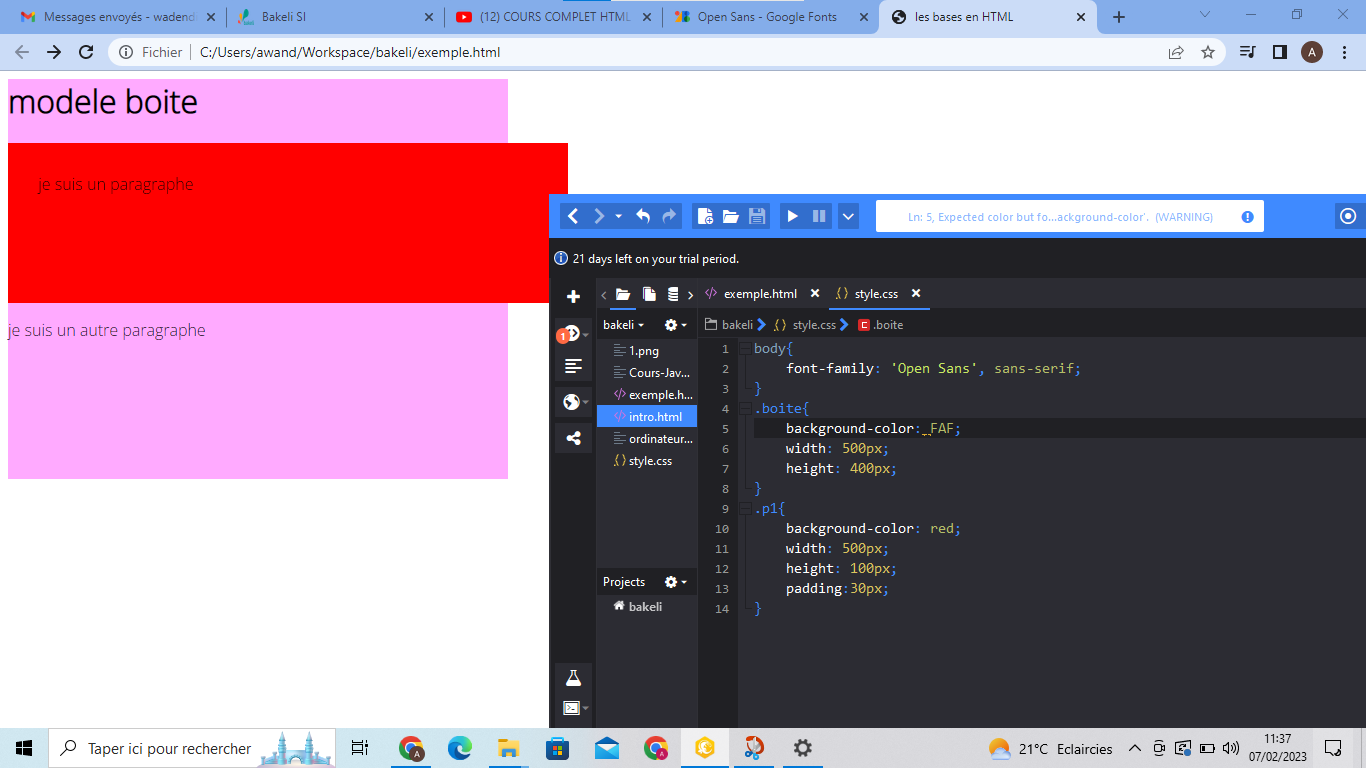 Messages envoyés - wadend
Bakeli SI
(12) COURS COMPLET HTML
Open Sans - Google Fonts
les bases en HTML
Fichier
C:/Users/awand/Workspace/bakeli/exemple.html
A
modele boite
je suis un paragraphe
je suis un autre paragraphe
Ln: 5, Expected color but fo...ackground-color'. (WARNING)
21 days left on your trial period.
exemple.html
style.css
bakeli
bakeli
style.css
.boite
1
1.png
Cours-Jav...
exemple.h...
intro.html
ordinateur...
style.css
Projects
bakeli
1 body{
2 font-family: 'Open Sans', sans-serif;
3 }
4 .boite{
5 background-color: FAF;
6 width: 500px;
7 height: 400px;
8 }
9 .p1{
10 background-color: red;
11 width: 500px;
12 height: 100px;
13 padding:30px;
14 }
Taper ici pour rechercher
21°C Eclaircies
11:37
07/02/2023